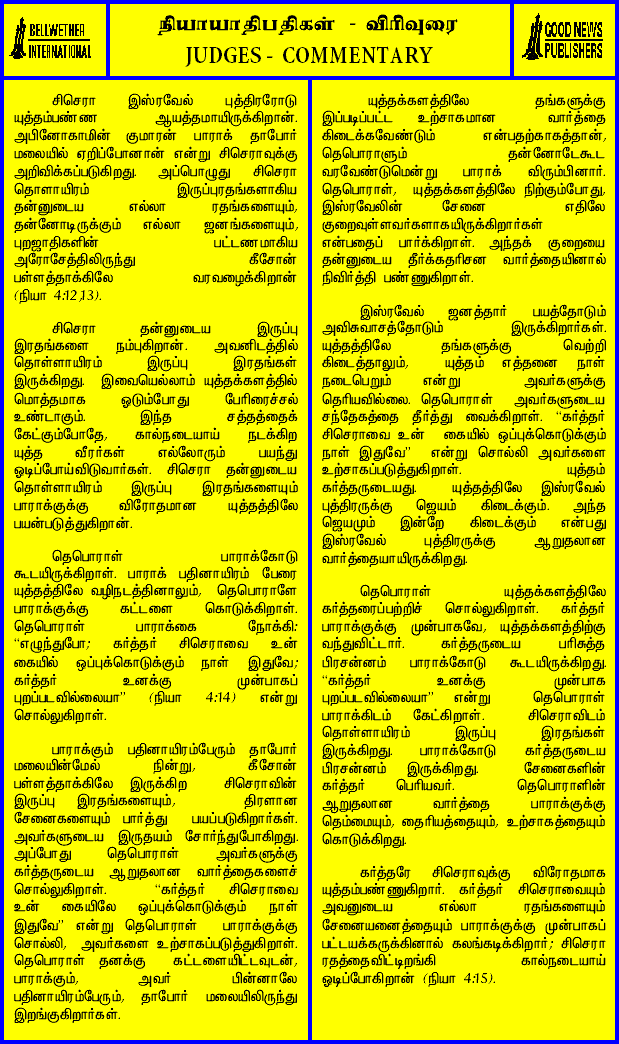 BELLWETHER
INTERNATIONAL
நியாயாதிபதிகள் - விரிவுரை
JUDGES - COMMENTARY
GOOD NEWS
PUBLISHERS
சிசெரா இஸ்ரவேல் புத்திரரோடு
யுத்தம்பண்ண ஆயத்தமாயிருக்கிறான்.
அபினோகாமின் குமாரன் பாராக் தாபோர்
மலையில் ஏறிப்போனான் என்று சிசெராவுக்கு
அறிவிக்கப்படுகிறது. அப்பொழுது சிசெரா
தொளாயிரம் இருப்புரதங்களாகிய
தன்னுடைய எல்லா ரதங்களையும்,
தன்னோடிருக்கும் எல்லா ஜனங்களையும்,
புறஜாதிகளின் பட்டணமாகிய
அரோசேத்திலிருந்து கீசோன்
பள்ளத்தாக்கிலே வரவழைக்கிறான்
(நியா 4:12,13).
சிசெரா தன்னுடைய இருப்பு
இரதங்களை நம்புகிறான். அவனிடத்தில்
தொள்ளாயிரம் இருப்பு இரதங்கள்
இருக்கிறது. இவையெல்லாம் யுத்தக்களத்தில்
மொத்தமாக ஓடும்போது பேரிரைச்சல்
உண்டாகும். இந்த சத்தத்தைக்
கேட்கும்போதே, கால்நடையாய் நடக்கிற
யுத்த வீரர்கள் எல்லோரும் பயந்து
ஓடிப்போய்விடுவார்கள். சிசெரா தன்னுடைய
தொள்ளாயிரம் இருப்பு இரதங்களையும்
பாராக்குக்கு விரோதமான யுத்தத்திலே
பயன்படுத்துகிறான்.
தெபொராள் பாராக்கோடு
கூடயிருக்கிறாள். பாராக் பதினாயிரம் பேரை
யுத்தத்திலே வழிநடத்தினாலும், தெபொராளே
பாராக்குக்கு கட்டளை கொடுக்கிறாள்.
தெபொராள் பாராக்கை நோக்கி:
“எழுந்துபோ; கர்த்தர் சிசெராவை உன்
கையில் ஒப்புக்கொடுக்கும் நாள் இதுவே;
கர்த்தர் உனக்கு முன்பாகப்
புறப்படவில்லையா” (நியா 4:14) என்று
சொல்லுகிறாள்.
பாராக்கும் பதினாயிரம்பேரும் தாபோர்
மலையின்மேல் நின்று, கீசோன்
பள்ளத்தாக்கிலே இருக்கிற சிசெராவின்
இருப்பு இரதங்களையும், திரளான
சேனைகளையும் பார்த்து பயப்படுகிறார்கள்.
அவர்களுடைய இருதயம் சோர்ந்துபோகிறது.
அப்போது தெபொராள் அவர்களுக்கு
கர்த்தருடைய ஆறுதலான வார்த்தைகளைச்
சொல்லுகிறாள். “கர்த்தர் சிசெராவை
உன் கையிலே ஒப்புக்கொடுக்கும் நாள்
இதுவே” என்று தெபொராள் பாராக்குக்கு
சொல்லி, அவர்களை உற்சாகப்படுத்துகிறாள்.
தெபொராள் தனக்கு கட்டளையிட்டவுடன்,
பாராக்கும், அவர் பின்னாலே
பதினாயிரம்பேரும், தாபோர் மலையிலிருந்து
இறங்குகிறார்கள்.
யுத்தக்களத்திலே தங்களுக்கு
இப்படிப்பட்ட உற்சாகமான வார்த்தை
கிடைக்கவேண்டும் என்பதற்காகத்தான்,
தெபொராளும் தன்னோடேகூட
வரவேண்டுமென்று பாராக் விரும்பினார்.
தெபொராள், யுத்தக்களத்திலே நிற்கும்போது,
இஸ்ரவேலின் சேனை எதிலே
குறைவுள்ளவர்களாகயிருக்கிறார்கள்
என்பதைப் பார்க்கிறாள். அந்தக் குறையை
தன்னுடைய தீர்க்கதரிசன வார்த்தையினால்
நிவிர்த்தி பண்ணுகிறாள்.
இஸ்ரவேல் ஜனத்தார் பயத்தோடும்
அவிசுவாசத்தோடும் இருக்கிறார்கள்.
யுத்தத்திலே தங்களுக்கு வெற்றி
கிடைத்தாலும், யுத்தம் எத்தனை நாள்
நடைபெறும் என்று அவர்களுக்கு
தெரியவில்லை. தெபொராள் அவர்களுடைய
சந்தேகத்தை தீர்த்து வைக்கிறாள். “கர்த்தர்
சிசெராவை உன் கையில் ஒப்புக்கொடுக்கும்
நாள் இதுவே” என்று சொல்லி அவர்களை
உற்சாகப்படுத்துகிறாள். யுத்தம்
கர்த்தருடையது. யுத்தத்திலே இஸ்ரவேல்
புத்திரருக்கு ஜெயம் கிடைக்கும். அந்த
ஜெயமும் இன்றே கிடைக்கும் என்பது
இஸ்ரவேல் புத்திரருக்கு ஆறுதலான
வார்த்தையாயிருக்கிறது.
தெபொராள் யுத்தக்களத்திலே
கர்த்தரைப்பற்றிச் சொல்லுகிறாள். கர்த்தர்
பாராக்குக்கு முன்பாகவே, யுத்தக்களத்திற்கு
வந்துவிட்டார். கர்த்தருடைய பரிசுத்த
பிரசன்னம் பாராக்கோடு கூடயிருக்கிறது.
“கர்த்தர் உனக்கு முன்பாக
புறப்படவில்லையா” என்று தெபொராள்
பாராக்கிடம் கேட்கிறாள். சிசெராவிடம்
தொள்ளாயிரம் இருப்பு இரதங்கள்
இருக்கிறது. பாராக்கோடு கர்த்தருடைய
பிரசன்னம் இருக்கிறது. சேனைகளின்
கர்த்தர் பெரியவர். தெபொராளின்
ஆறுதலான வார்த்தை பாராக்குக்கு
தெம்மையும், தைரியத்தையும், உற்சாகத்தையும்
கொடுக்கிறது.
கர்த்தரே சிசெராவுக்கு விரோதமாக
யுத்தம்பண்ணுகிறார். கர்த்தர் சிசெராவையும்
அவனுடைய எல்லா ரதங்களையும்
சேனையனைத்தையும் பாராக்குக்கு முன்பாகப்
பட்டயக்கருக்கினால் கலங்கடிக்கிறார்; சிசெரா
ரதத்தைவிட்டிறங்கி கால்நடையாய்
ஓடிப்போகிறான் (நியா 4:15).